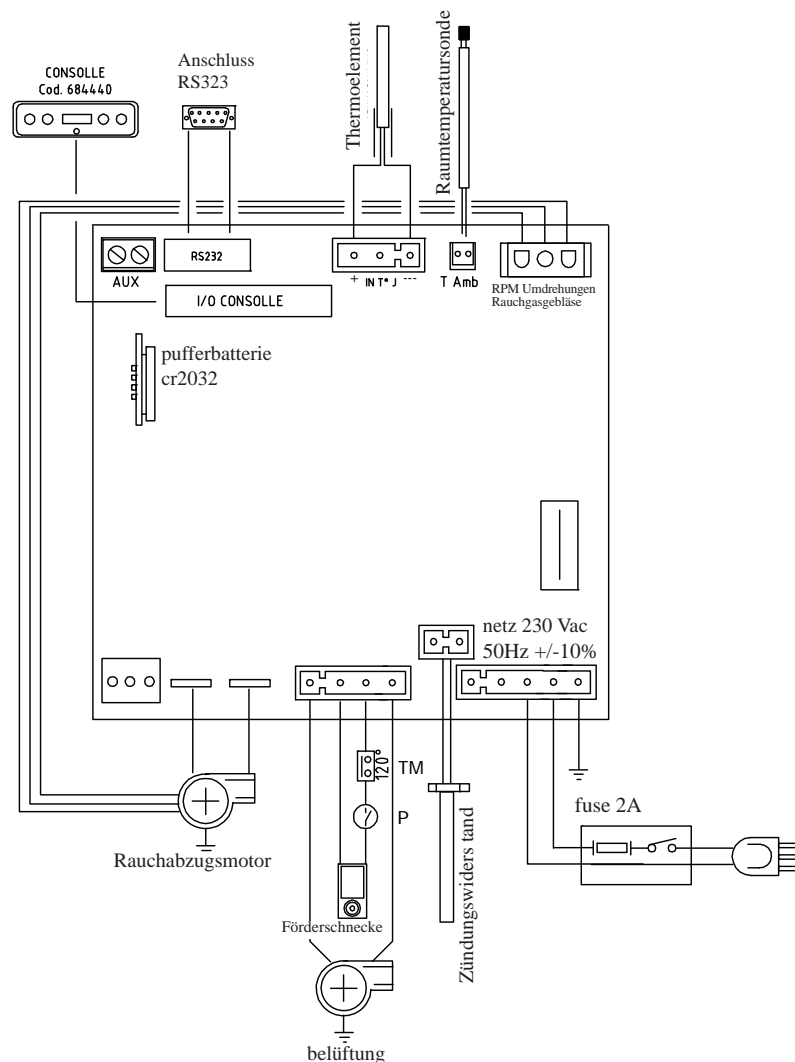 CONSOLLE
Cod. 684440
Anschluss
RS323
Thermoelement
Raumtemperatursonde
AUX
RS232
+ IN T° J ---
T Amb
RPM Umdrehungen
Rauchgasgebläse
I/O CONSOLLE
pufferbatterie
cr2032
netz 230 Vac
50Hz +/-10%
120°
TM
P
fuse 2A
Rauchabzugsmotor
Förderschnecke
Zündungswiders tand
belüftung